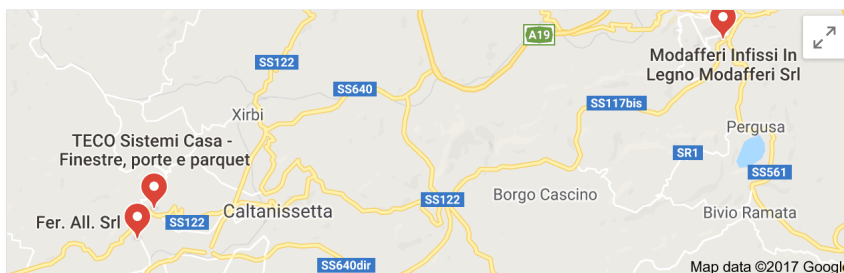 A19
Modafferi Infissi In
Legno Modafferi Srl
SS122
SS640
SS117bis
Xirbi
Pergusa
TECO Sistemi Casa -
Finestre, porte e parquet
SR1
SS561
SS122
Borgo Cascino
Fer. All. Srl
SS122
Caltanissetta
Bivio Ramata
SS640dir
Map data ©2017 Google